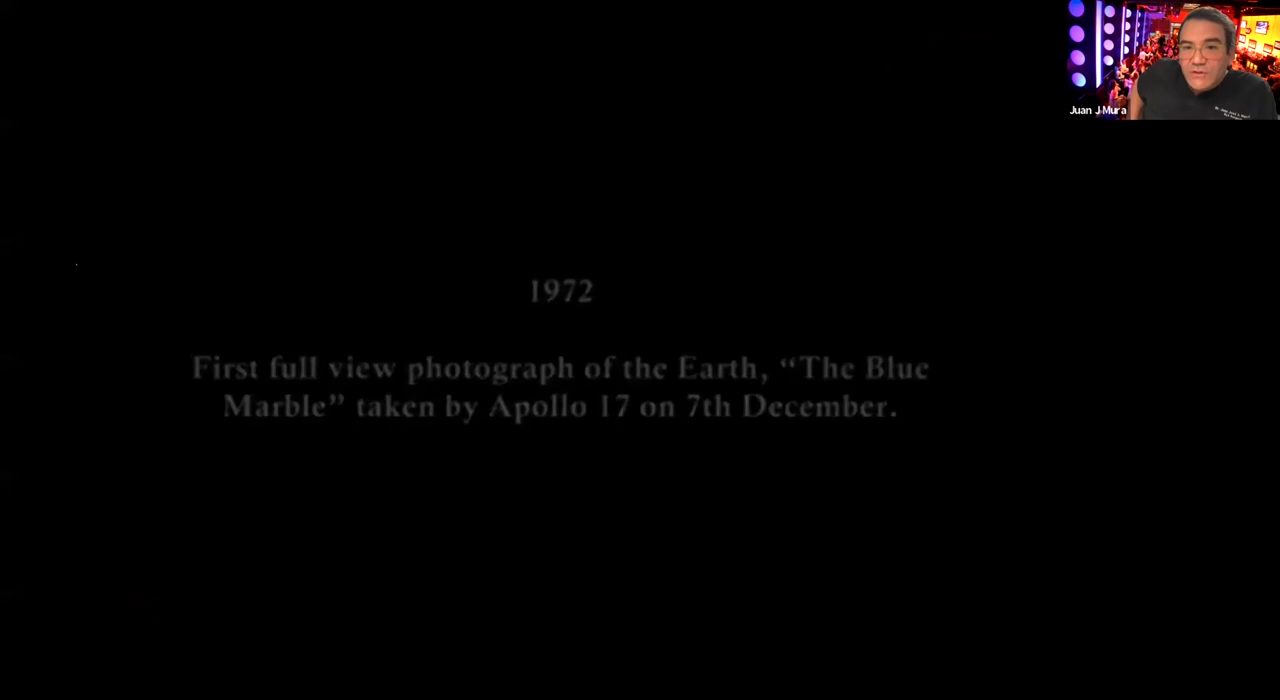 Juan J Mura
1972
First full view photograph of the Earth, “The Blue
Marble” taken by Apollo 17 on 7th December.